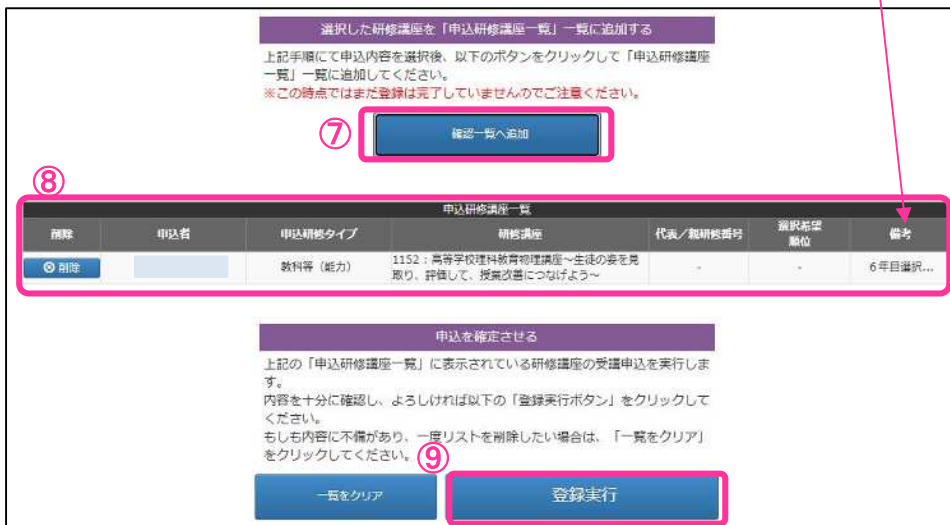 選択した研修講座を「申込研修講座一覧」一覧に追加する
上記手順にて申込内容を選択後、以下のボタンをクリックして「申込研修講座
一覧」一覧に追加してください。
※この時点ではまだ登録は完了していませんのでご注意ください。
⑦
確認一覧へ追加
⑧
申込研修講座一覧
削除 申込者 申込研修タイプ 研修講座 代表／親研修番号 選択希望
順位 備考
削除 教科等（能力） 1152：高等学校理科教育物理講座～生徒の姿を見
取り、評価して、授業改善につなげよう～ - - 6年目選択...
申込を確定させる
上記の「申込研修講座一覧」に表示されている研修講座の受講申込を実行しま
す。
内容を十分に確認し、よろしければ以下の「登録実行ボタン」をクリックして
ください。
もしも内容に不備があり、一度リストを削除したい場合は、「一覧をクリア」
をクリックしてください。
⑨
一覧をクリア 登録実行